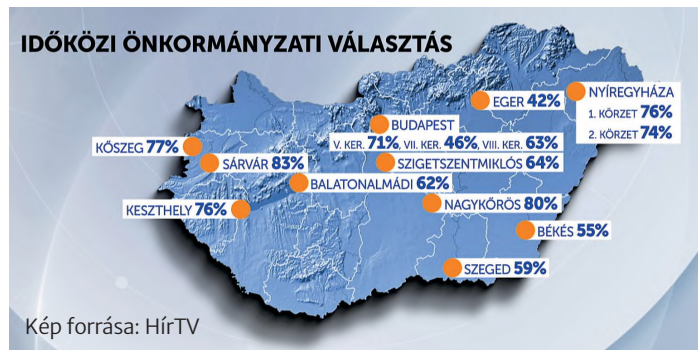 IDŐKÖZI ÖNKORMÁNYZATI VÁLASZTÁS
NYÍREGYHÁZA
1. KÖRZET 76%
2. KÖRZET 74%
EGER 42%
BUDAPEST
V. KER. 71%, VII. KER. 46%, VIII. KER. 63%
KŐSZEG 77%
SÁRVÁR 83%
SZIGETSZENTMIKLÓS 64%
BALATONALMÁDI 62%
KESZTHELY 76%
NAGYKŐRÖS 80%
BÉKÉS 55%
SZEGED 59%
Kép forrása: HírTV